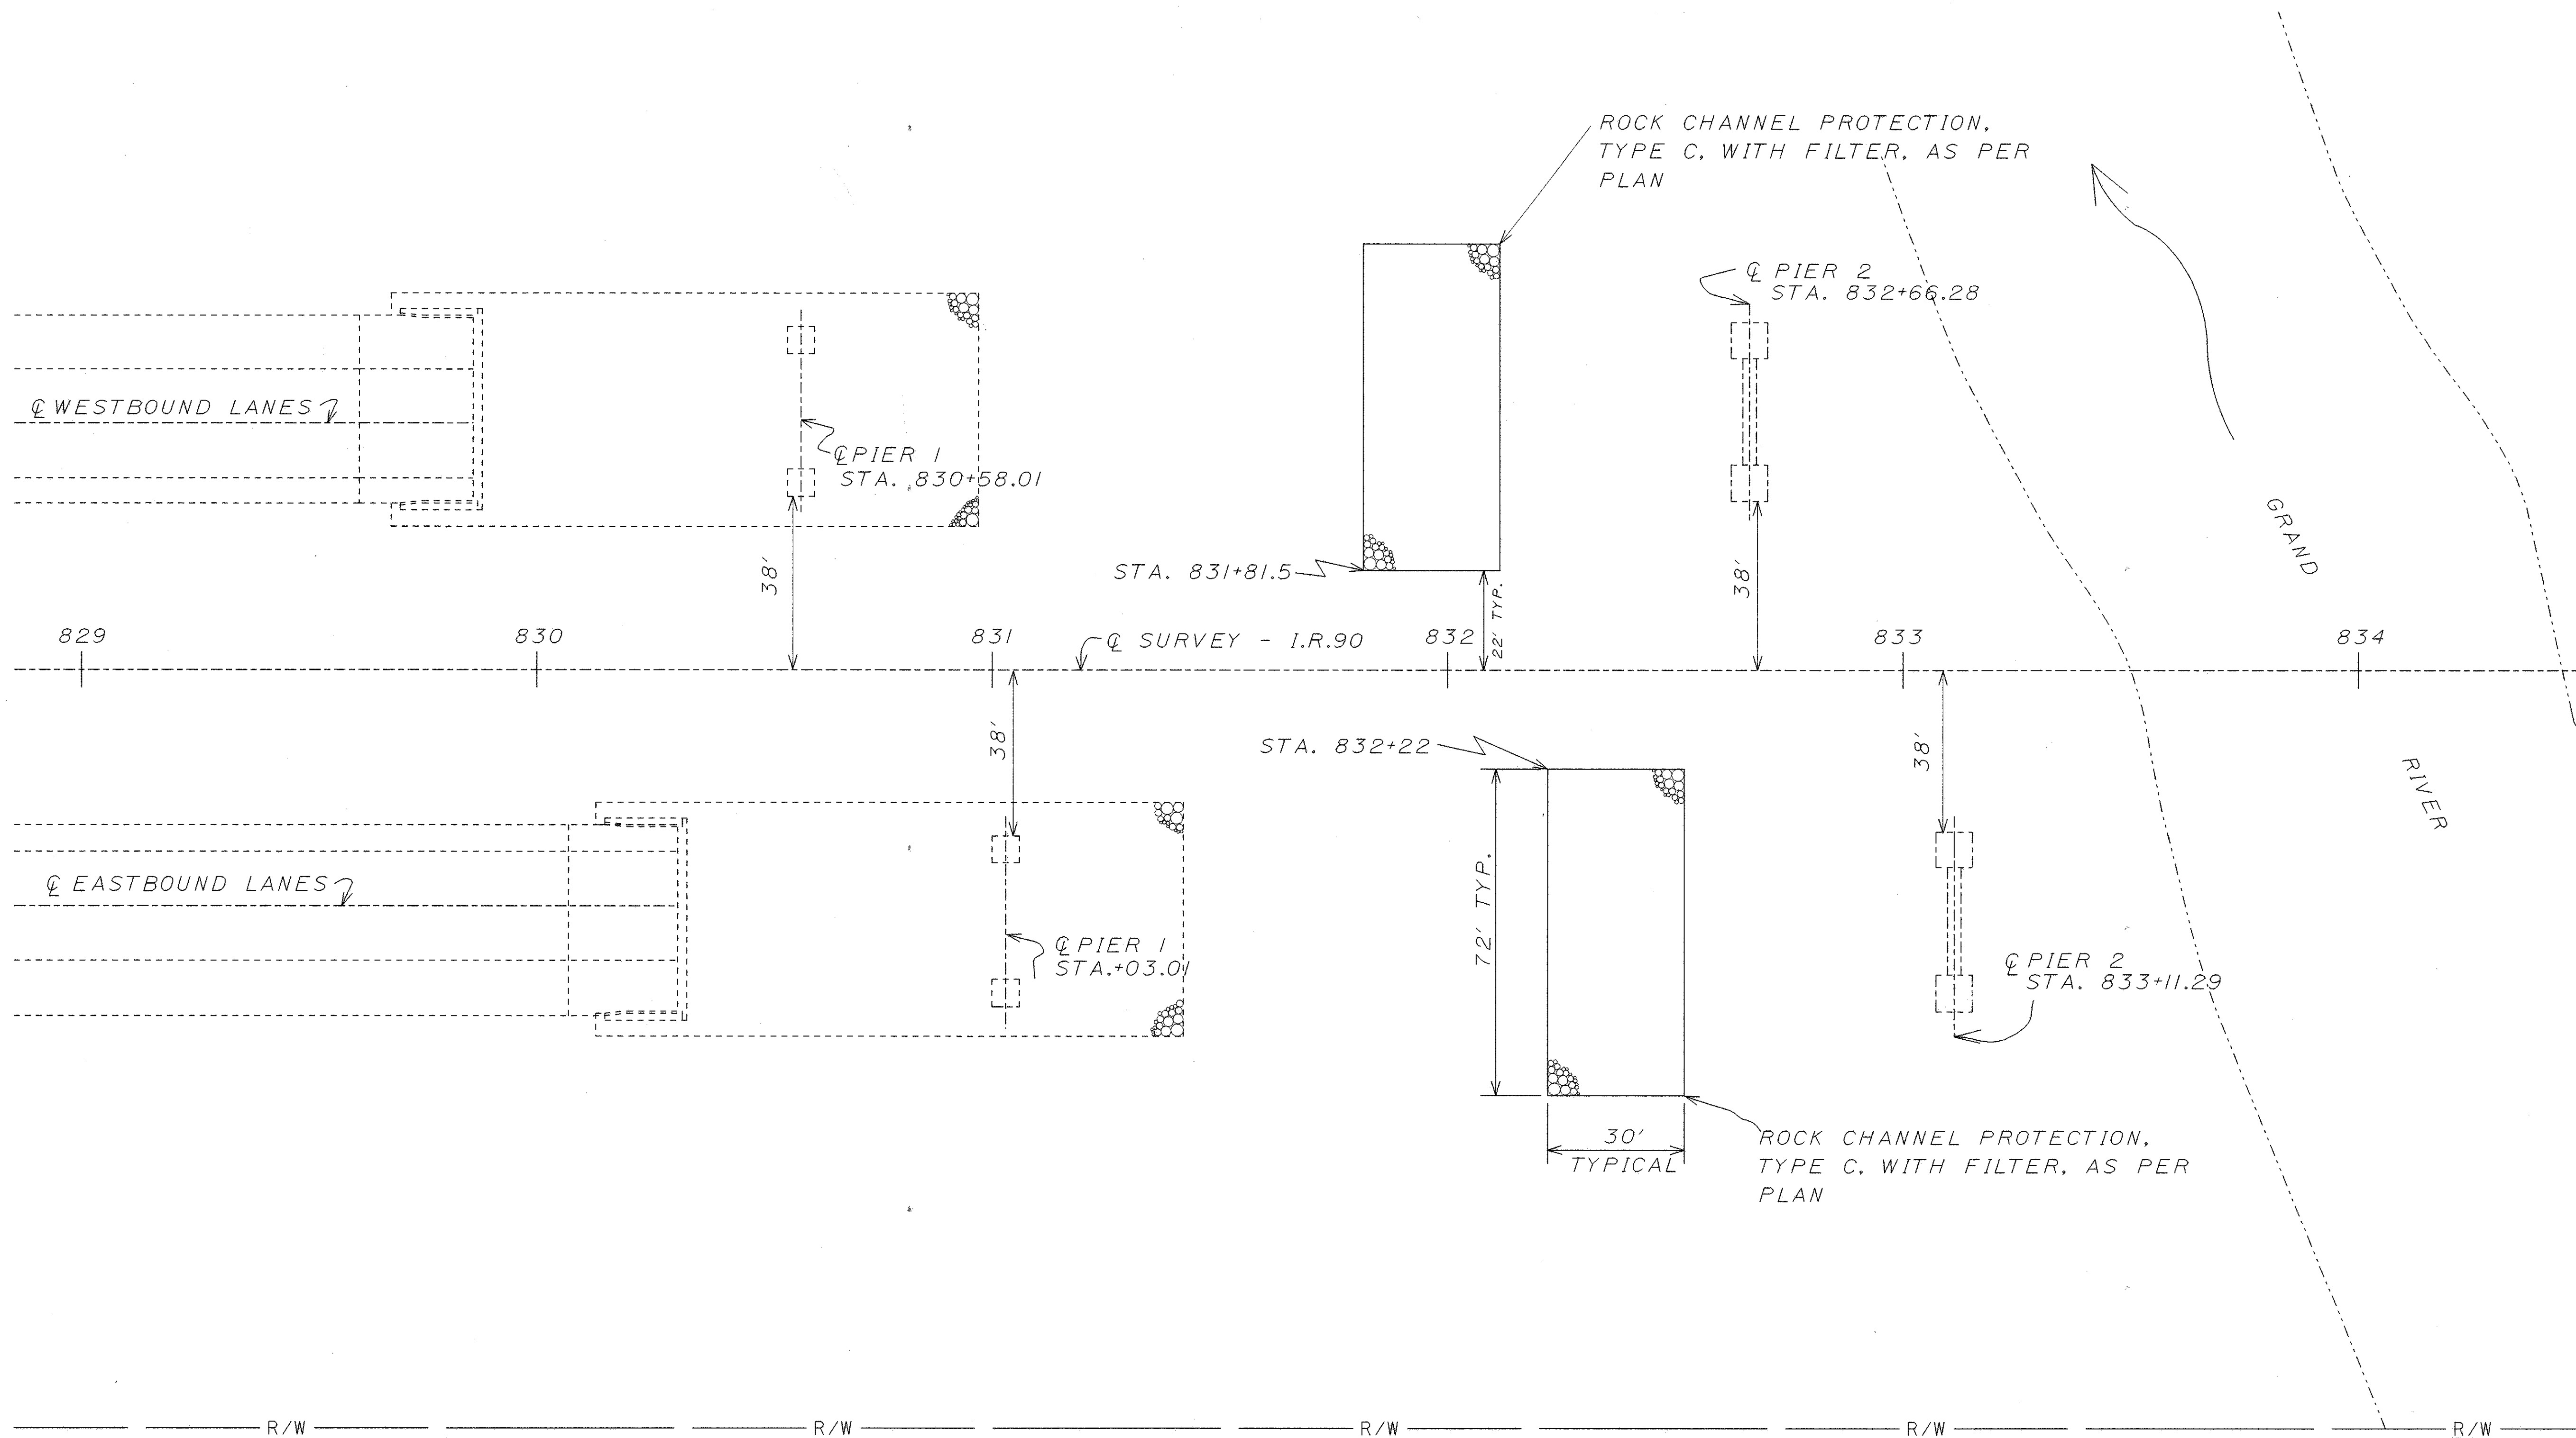 ROCK CHANNEL PROTECTION,
TYPE C, WITH FILTER, AS PER
PLAN
℄ PIER 2
STA. 832+66.28
℄ WESTBOUND LANES
℄ PIER 1
STA. 830+58.01
GRAND
RIVER
STA. 831+81.5
38'
22' TYP.
38'
829
830
831
℄ SURVEY - I.R.90
832
833
834
38'
STA. 832+22
38'
℄ EASTBOUND LANES
72' TYP.
℄ PIER 1
STA.+03.01
℄ PIER 2
STA. 833+11.29
30'
TYPICAL
ROCK CHANNEL PROTECTION,
TYPE C, WITH FILTER, AS PER
PLAN
R/W
R/W
R/W
R/W
R/W